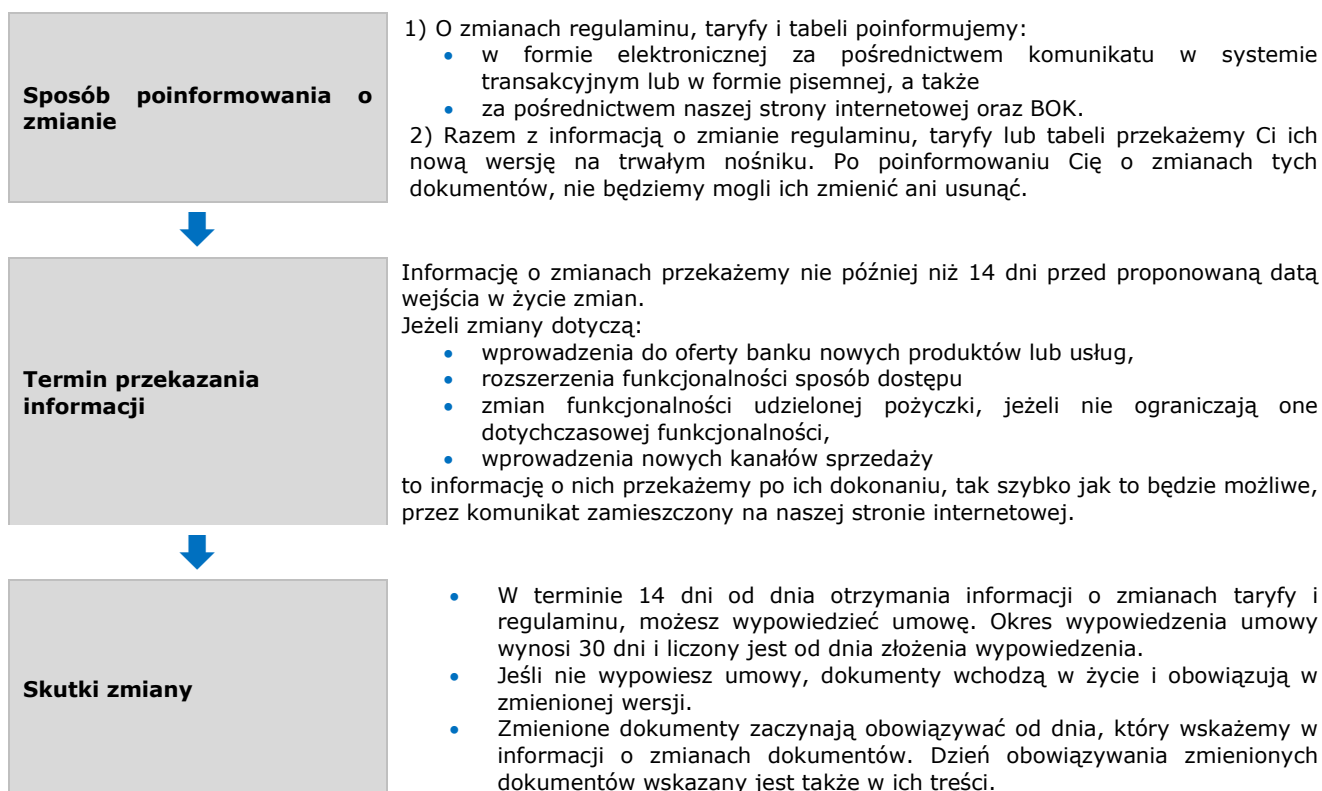 Sposób poinformowania o
zmianie
1) O zmianach regulaminu, taryfy i tabeli poinformujemy:
• w formie elektronicznej za pośrednictwem komunikatu w systemie
transakcyjnym lub w formie pisemnej, a także
• za pośrednictwem naszej strony internetowej oraz BOK.
2) Razem z informacją o zmianie regulaminu, taryfy lub tabeli przekażemy Ci ich
nową wersję na trwałym nośniku. Po poinformowaniu Cię o zmianach tych
dokumentów, nie będziemy mogli ich zmienić ani usunąć.
Termin przekazania
informacji
Informację o zmianach przekażemy nie później niż 14 dni przed proponowaną datą
wejścia w życie zmian.
Jeżeli zmiany dotyczą:
• wprowadzenia do oferty banku nowych produktów lub usług,
• rozszerzenia funkcjonalności sposób dostępu
• zmian funkcjonalności udzielonej pożyczki, jeżeli nie ograniczają one
dotychczasowej funkcjonalności,
• wprowadzenia nowych kanałów sprzedaży
to informację o nich przekażemy po ich dokonaniu, tak szybko jak to będzie możliwe,
przez komunikat zamieszczony na naszej stronie internetowej.
Skutki zmiany
• W terminie 14 dni od dnia otrzymania informacji o zmianach taryfy i
regulaminu, możesz wypowiedzieć umowę. Okres wypowiedzenia umowy
wynosi 30 dni i liczony jest od dnia złożenia wypowiedzenia.
• Jeśli nie wypowiesz umowy, dokumenty wchodzą w życie i obowiązują w
zmienionej wersji.
• Zmienione dokumenty zaczynają obowiązywać od dnia, który wskażemy w
informacji o zmianach dokumentów. Dzień obowiązywania zmienionych
dokumentów wskazany jest także w ich treści.